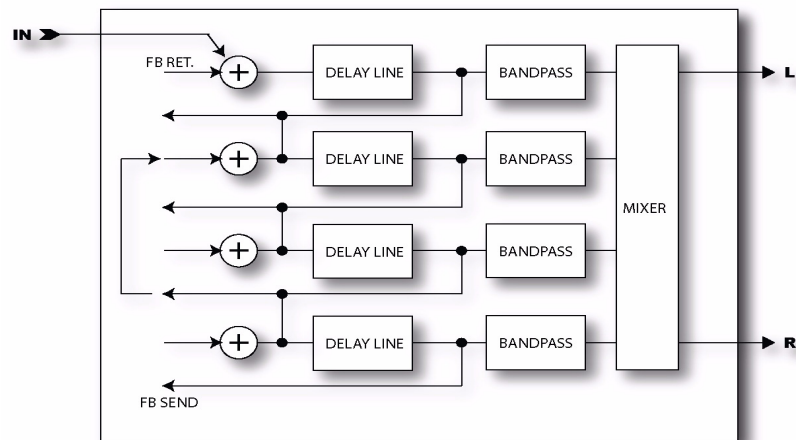 IN
FB RET.
+ DELAY LINE BANDPASS L
+ DELAY LINE BANDPASS
MIXER
+ DELAY LINE BANDPASS
+ DELAY LINE BANDPASS R
FB SEND